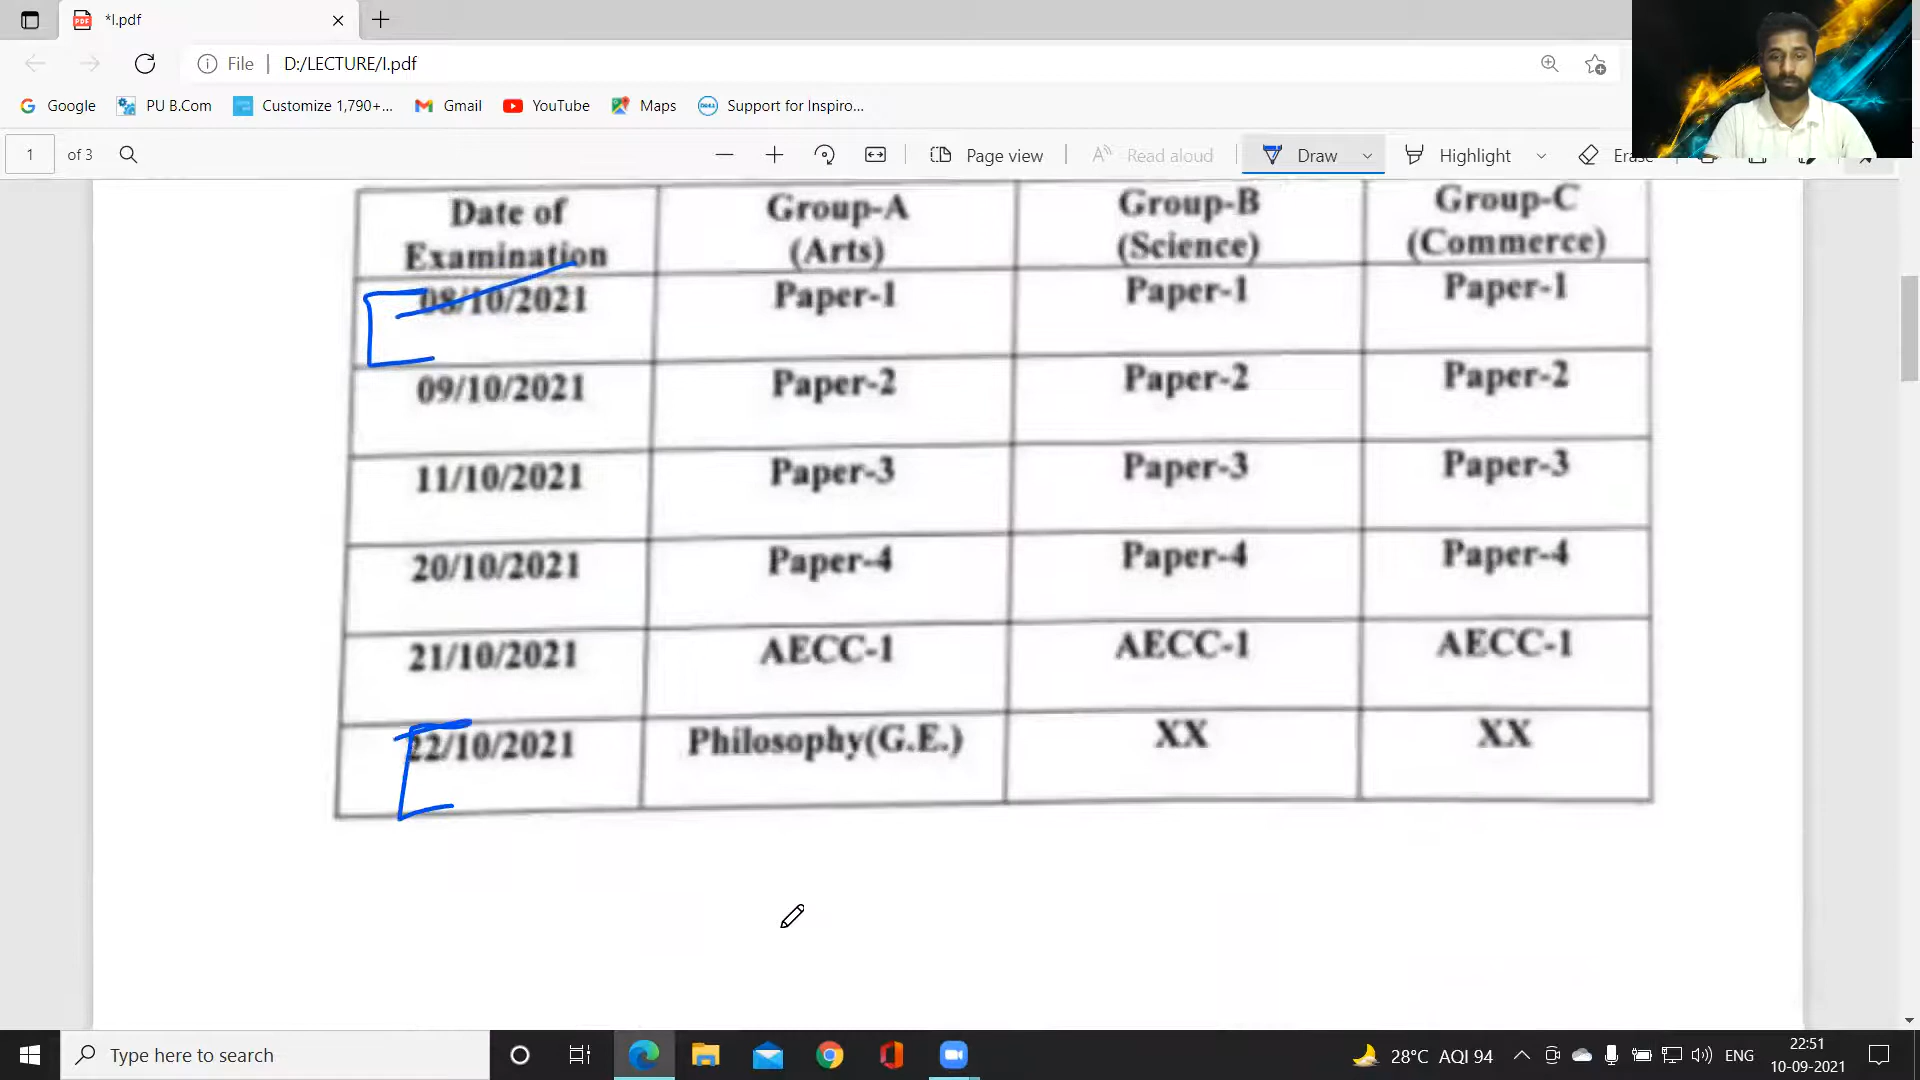 *I.pdf
File
D:/LECTURE/I.pdf
Google
PU B.Com
Customize 1,790+...
Gmail
YouTube
Maps
DELL
Support for Inspiro...
1 of 3
Page view
Read aloud
Draw
Highlight
Date of Examination Group-A (Arts) Group-B (Science) Group-C (Commerce)
08/10/2021 Paper-1 Paper-1 Paper-1
09/10/2021 Paper-2 Paper-2 Paper-2
11/10/2021 Paper-3 Paper-3 Paper-3
20/10/2021 Paper-4 Paper-4 Paper-4
21/10/2021 AECC-1 AECC-1 AECC-1
22/10/2021 Philosophy(G.E.) XX XX
Type here to search
28°C AQI 94
ENG
22:51
10-09-2021